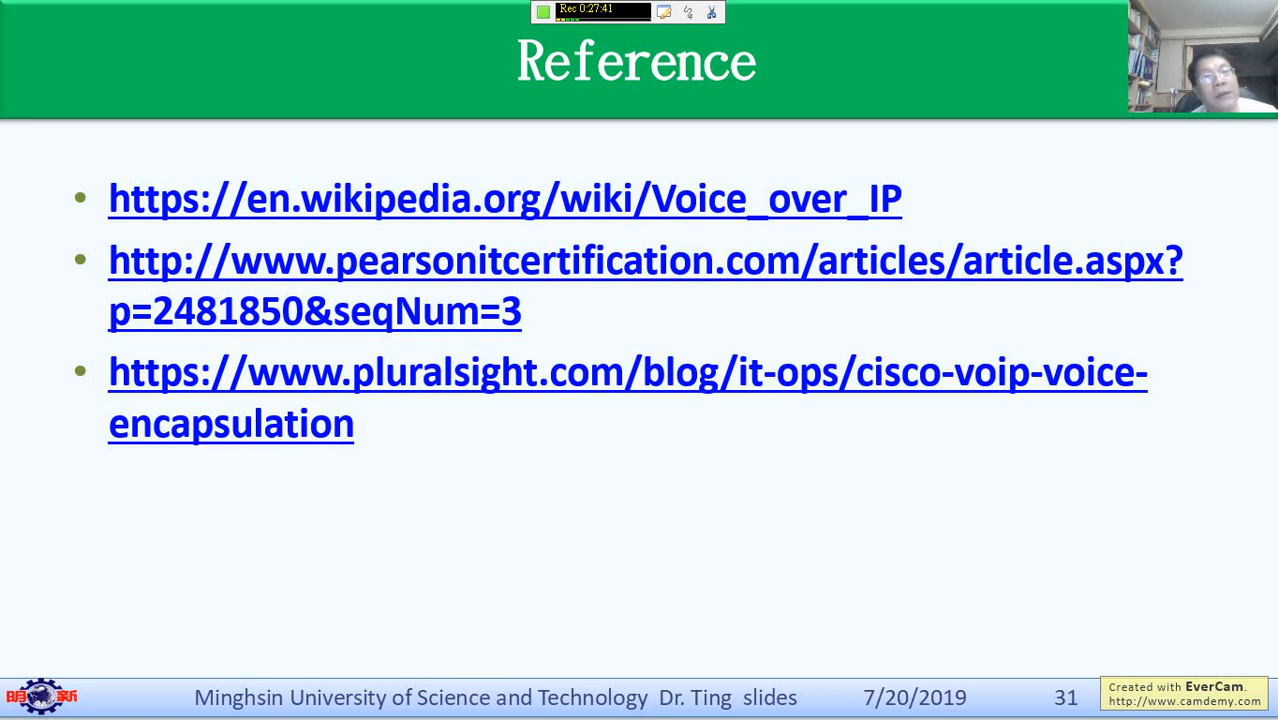 Rec 0:27:41
Reference
• https://en.wikipedia.org/wiki/Voice_over_IP
• http://www.pearsonitcertification.com/articles/article.aspx?
p=2481850&seqNum=3
• https://www.pluralsight.com/blog/it-ops/cisco-voip-voice-
encapsulation
明新
Minghsin University of Science and Technology Dr. Ting slides
7/20/2019
31
Created with EverCam.
http://www.camdemy.com